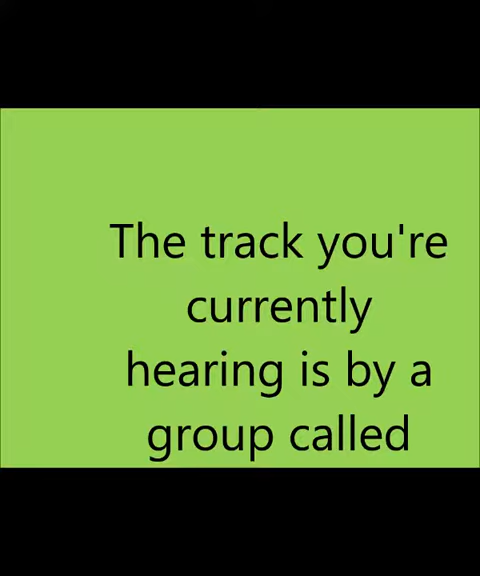 The track you're
currently
hearing is by a
group called